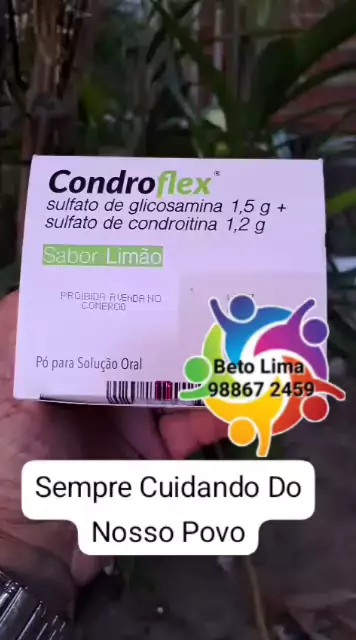 Condroflex®
sulfato de glicosamina 1,5 g +
sulfato de condroitina 1,2 g
Sabor Limão
PROIBIDA A VENDA NO
COMERCIO
Pó para Solução Oral
Beto Lima
98867 2459
Sempre Cuidando Do
Nosso Povo